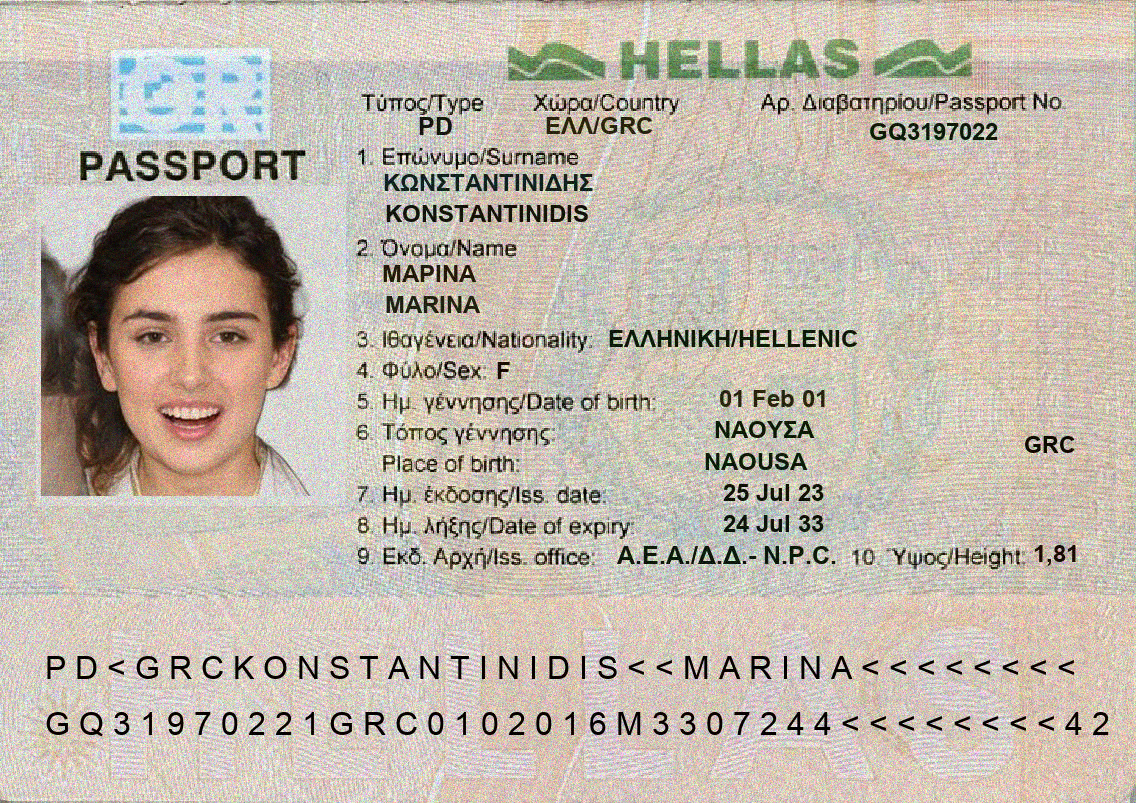 GR
HELLAS
PASSPORT
Τύπος/Type Χώρα/Country Αρ. Διαβατηρίου/Passport No.
PD ΕΛΛ/GRC GQ3197022
1. Επώνυμο/Surname
ΚΩΝΣΤΑΝΤΙΝΙΔΗΣ
KONSTANTINIDIS
2. Όνομα/Name
ΜΑΡΙΝΑ
MARINA
3. Ιθαγένεια/Nationality: ΕΛΛΗΝΙΚΗ/HELLENIC
4. Φύλο/Sex: F
5. Ημ. γέννησης/Date of birth: 01 Feb 01
6. Τόπος γέννησης: ΝΑΟΥΣΑ
Place of birth: NAOUSA GRC
7. Ημ. έκδοσης/Iss. date: 25 Jul 23
8. Ημ. λήξης/Date of expiry: 24 Jul 33
9. Εκδ. Αρχή/Iss. office: Α.Ε.Α./Δ.Δ.- N.P.C. 10. Ύψος/Height: 1,81
PD<GRCKONSTANTINIDIS<<MARINA<<<<<<<<
GQ31970221GRC0102016M3307244<<<<<<<<42